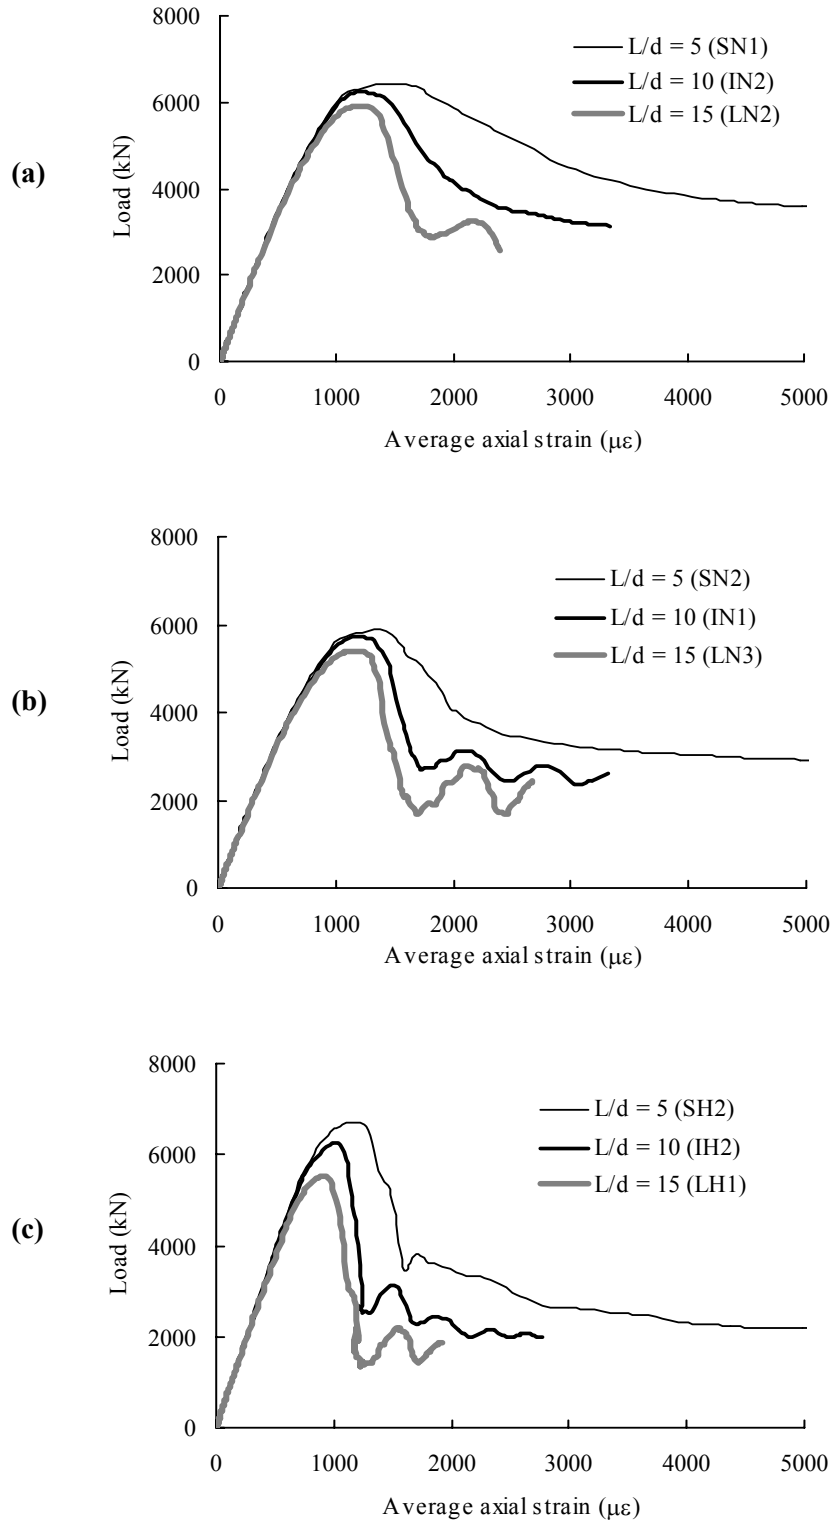 8000
6000
4000
2000
0
Load (kN)
(a)
L/d = 5 (SN1)
L/d = 10 (IN2)
L/d = 15 (LN2)
0 1000 2000 3000 4000 5000
Average axial strain (με)
8000
6000
4000
2000
0
Load (kN)
(b)
L/d = 5 (SN2)
L/d = 10 (IN1)
L/d = 15 (LN3)
0 1000 2000 3000 4000 5000
Average axial strain (με)
8000
6000
4000
2000
0
Load (kN)
(c)
L/d = 5 (SH2)
L/d = 10 (IH2)
L/d = 15 (LH1)
0 1000 2000 3000 4000 5000
Average axial strain (με)